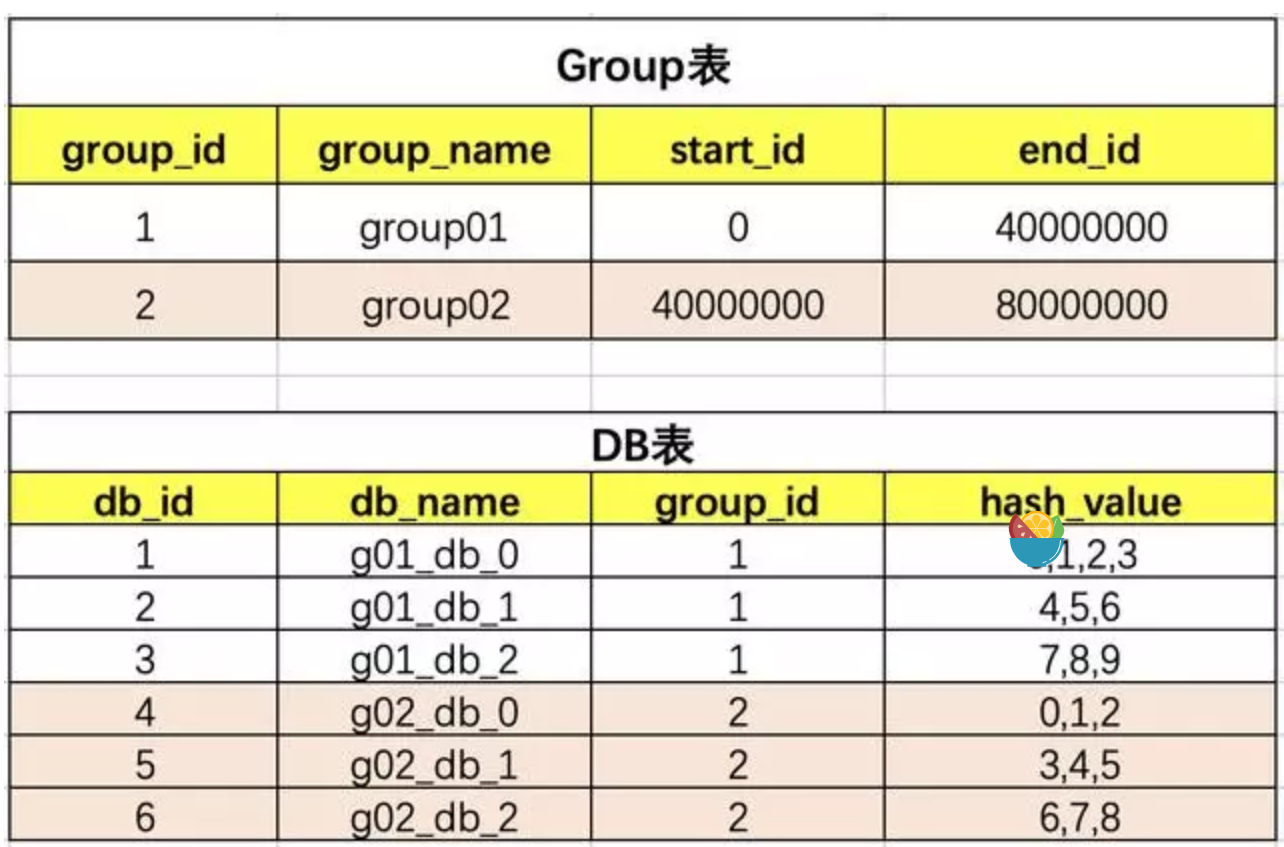 Group表
group_id group_name start_id end_id
1 group01 0 40000000
2 group02 40000000 80000000
DB表
db_id db_name group_id hash_value
1 g01_db_0 1 ,1,2,3
2 g01_db_1 1 4,5,6
3 g01_db_2 1 7,8,9
4 g02_db_0 2 0,1,2
5 g02_db_1 2 3,4,5
6 g02_db_2 2 6,7,8